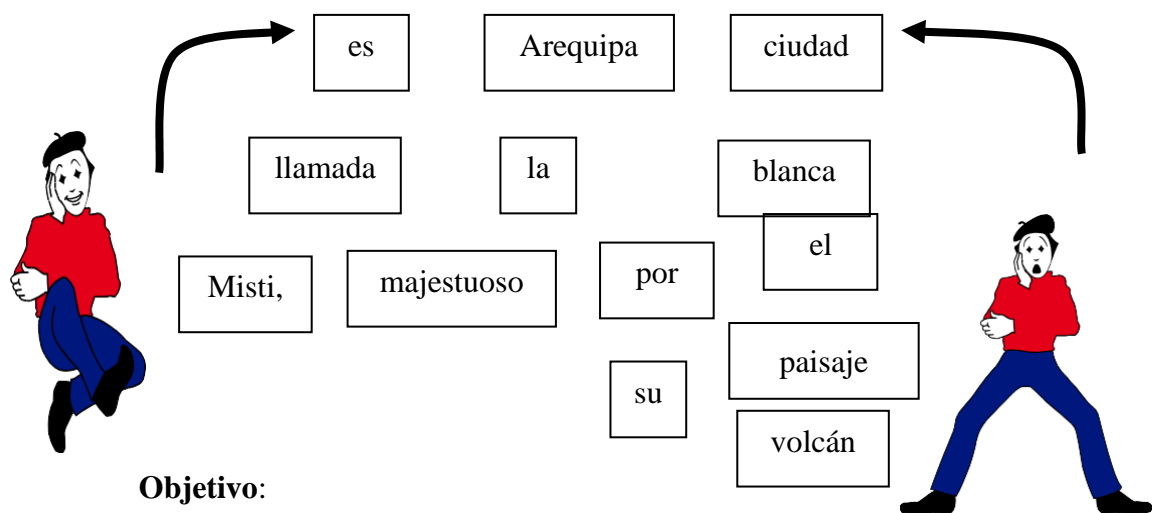 es Arequipa ciudad
llamada la blanca
el
Misti, majestuoso por
paisaje
su
volcán
Objetivo: